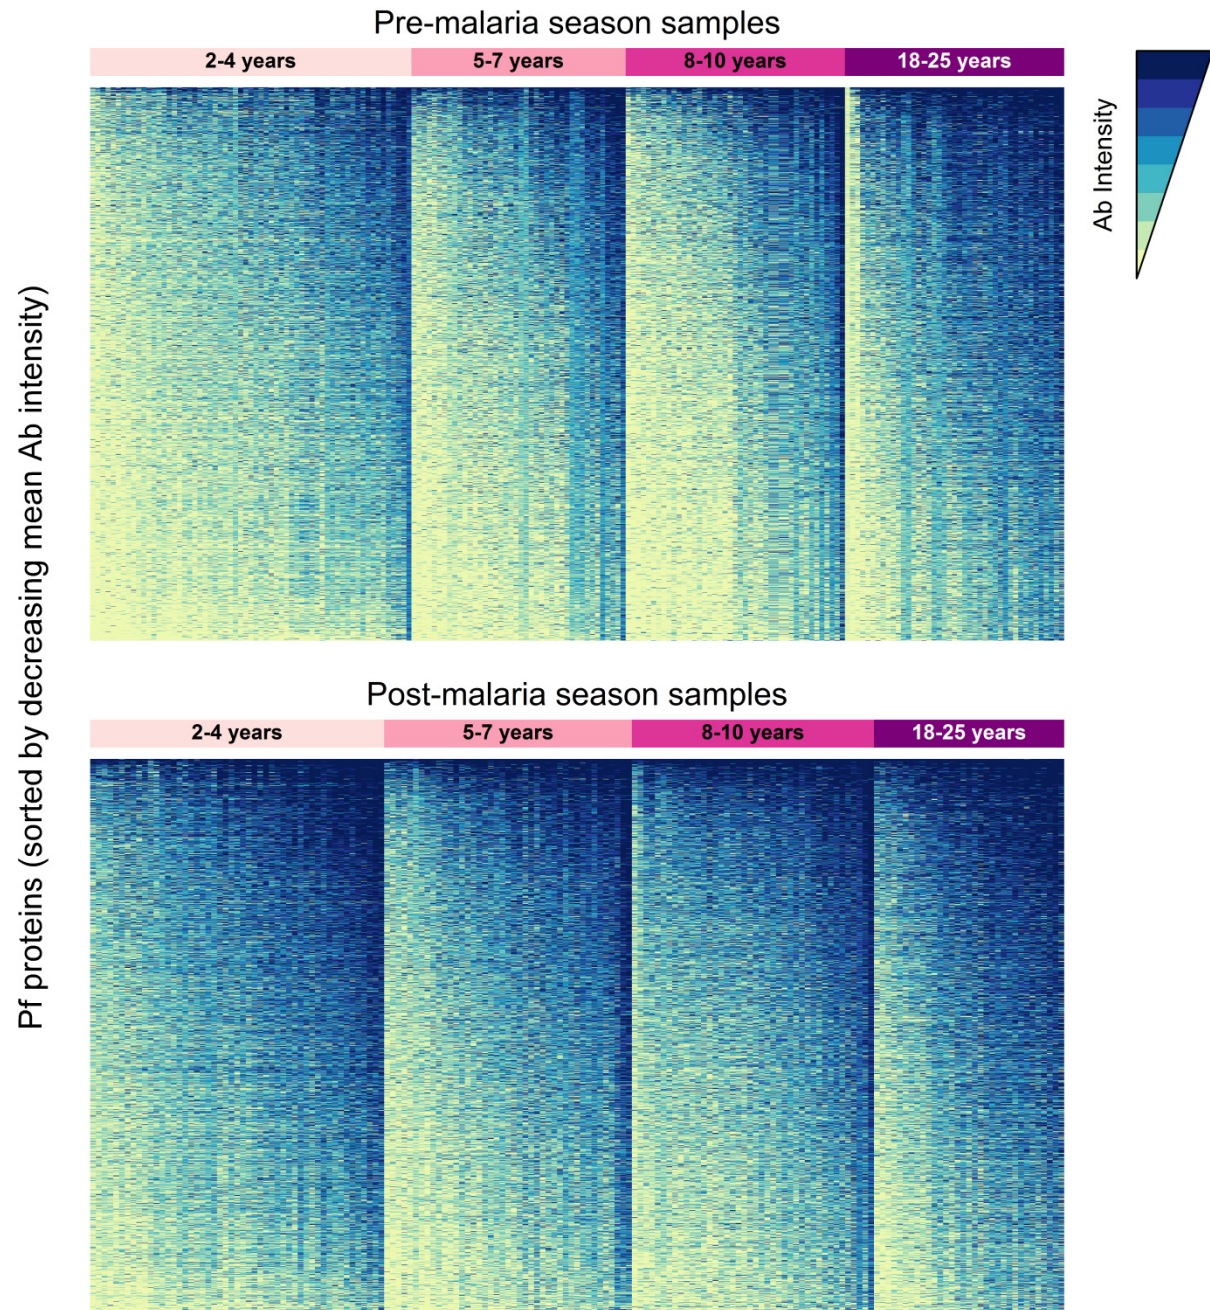 Pre-malaria season samples
2-4 years
5-7 years
8-10 years
18-25 years
Ab Intensity
Pf proteins (sorted by decreasing mean Ab intensity)
Post-malaria season samples
2-4 years
5-7 years
8-10 years
18-25 years